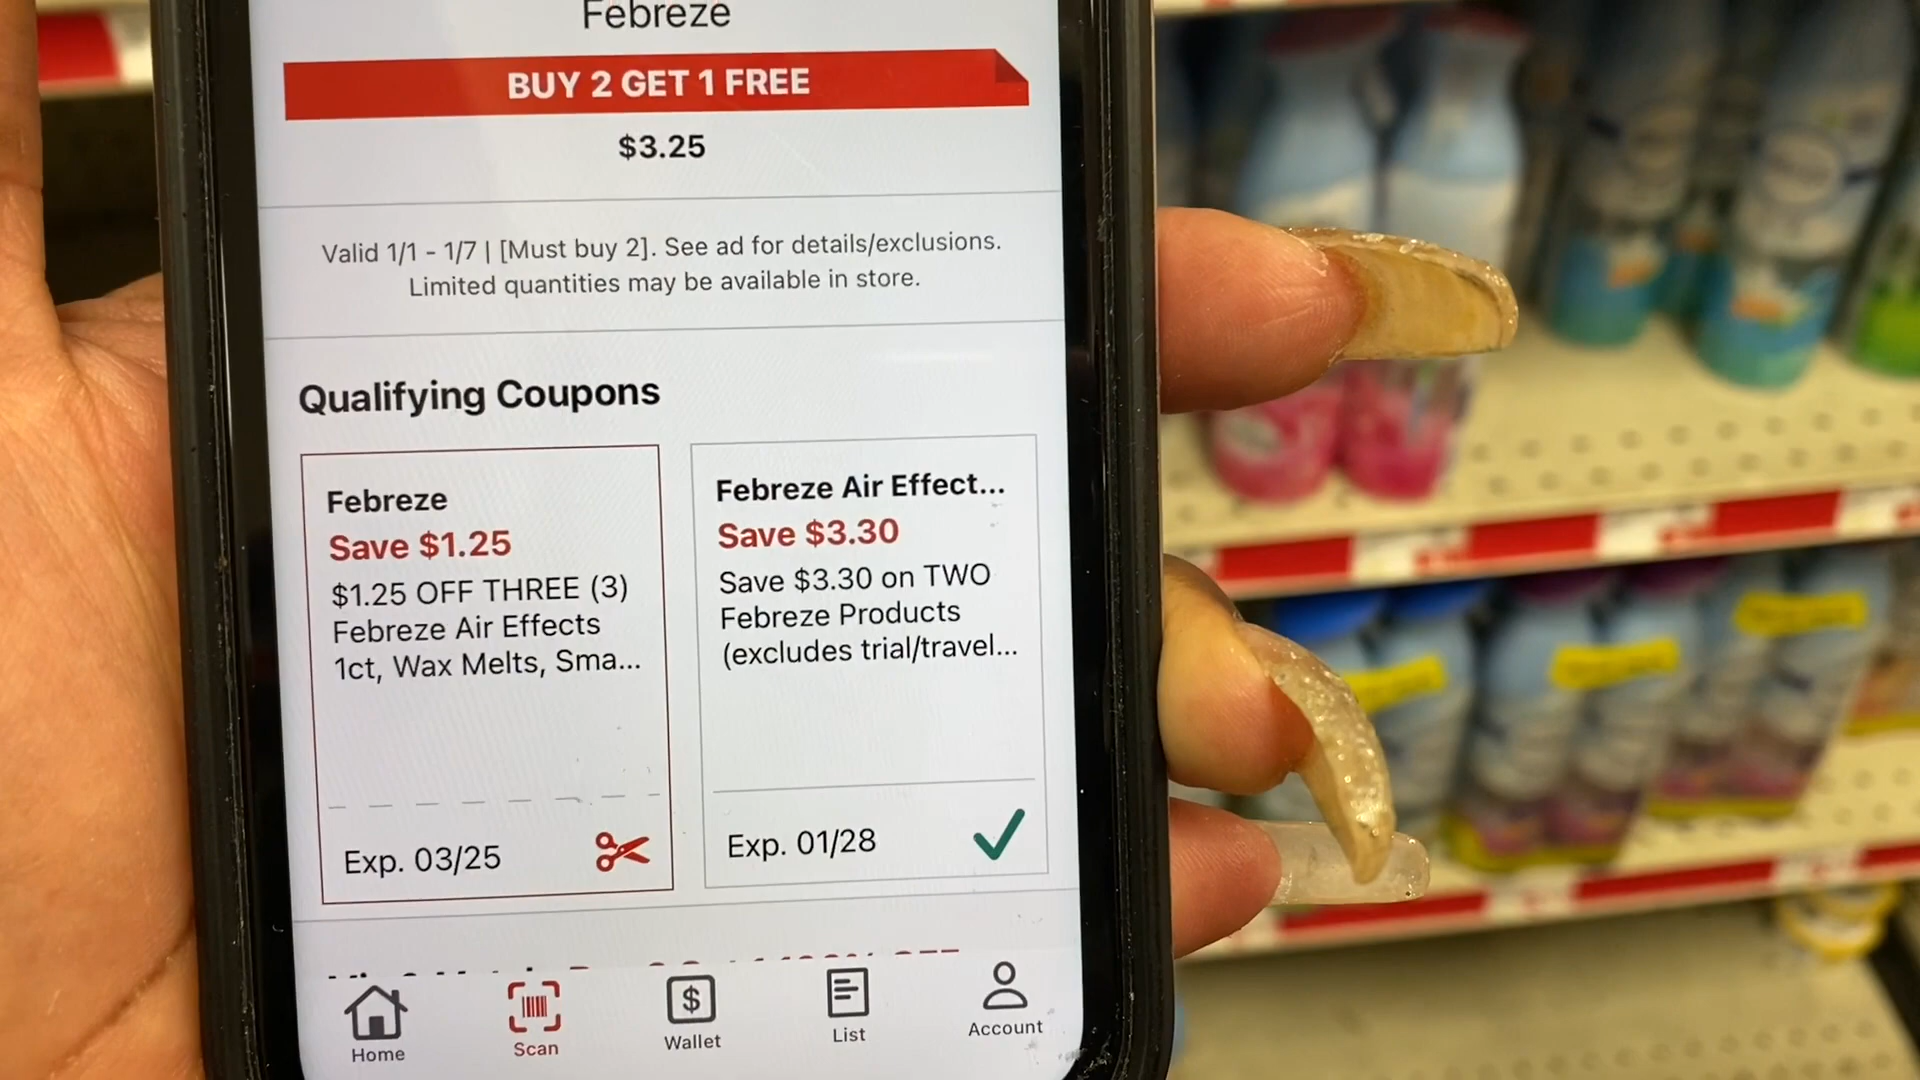 Febreze
BUY 2 GET 1 FREE
$3.25
Valid 1/1 - 1/7 | [Must buy 2]. See ad for details/exclusions.
Limited quantities may be available in store.
Qualifying Coupons
Febreze
Save $1.25
$1.25 OFF THREE (3)
Febreze Air Effects
1ct, Wax Melts, Sma...
Exp. 03/25
Febreze Air Effect...
Save $3.30
Save $3.30 on TWO
Febreze Products
(excludes trial/travel...
Exp. 01/28
$
Home
Scan
Wallet
List
Account